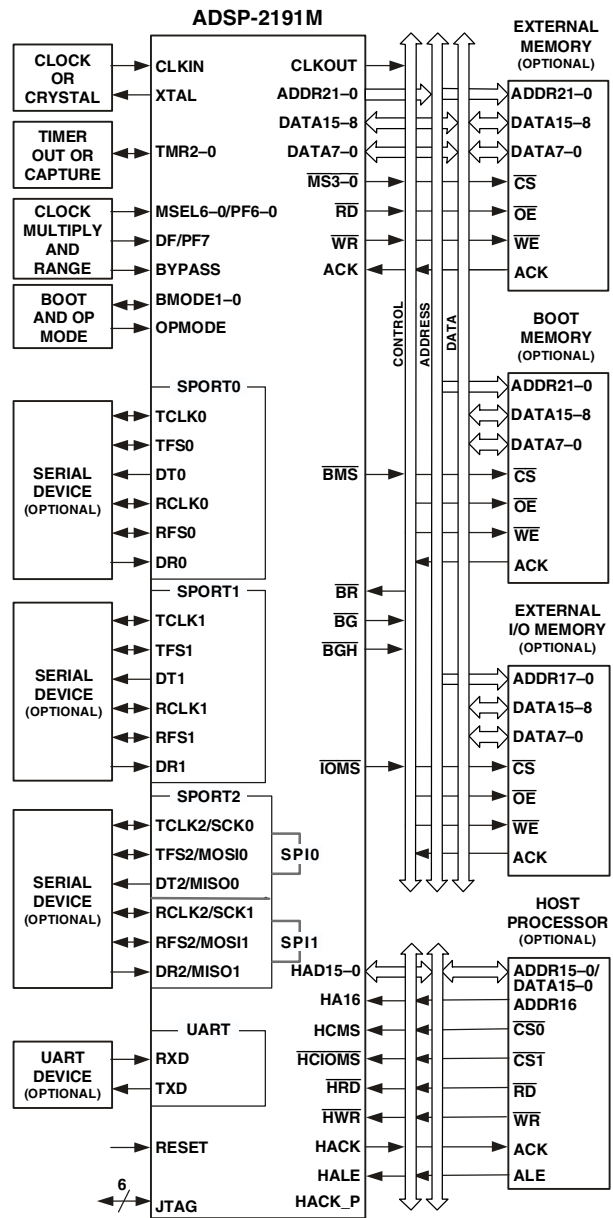 ADSP-2191M
CLOCK
OR
CRYSTAL
CLKIN
XTAL
TIMER
OUT OR
CAPTURE
TMR2–0
CLOCK
MULTIPLY
AND
RANGE
MSEL6–0/PF6–0
DF/PF7
BYPASS
BOOT
AND OP
MODE
BMODE1–0
OPMODE
SPORT0
SERIAL
DEVICE
(OPTIONAL)
TCLK0
TFS0
DT0
RCLK0
RFS0
DR0
SPORT1
SERIAL
DEVICE
(OPTIONAL)
TCLK1
TFS1
DT1
RCLK1
RFS1
DR1
SPORT2
SERIAL
DEVICE
(OPTIONAL)
TCLK2/SCK0
TFS2/MOSI0
DT2/MISO0
SPI0
RCLK2/SCK1
RFS2/MOSI1
DR2/MISO1
SPI1
UART
UART
DEVICE
(OPTIONAL)
RXD
TXD
RESET
6
JTAG
CLKOUT
ADDR21–0
DATA15–8
DATA7–0
MS3–0
RD
WR
ACK
BMS
BR
BG
BGH
IOMS
HAD15–0
HA16
HCMS
HCIOMS
HRD
HWR
HACK
HALE
HACK_P
CONTROL
ADDRESS
DATA
EXTERNAL
MEMORY
(OPTIONAL)
ADDR21–0
DATA15–8
DATA7–0
CS
OE
WE
ACK
BOOT
MEMORY
(OPTIONAL)
ADDR21–0
DATA15–8
DATA7–0
CS
OE
WE
ACK
EXTERNAL
I/O MEMORY
(OPTIONAL)
ADDR17–0
DATA15–8
DATA7–0
CS
OE
WE
ACK
HOST
PROCESSOR
(OPTIONAL)
ADDR15–0/
DATA15–0
ADDR16
CS0
CS1
RD
WR
ACK
ALE